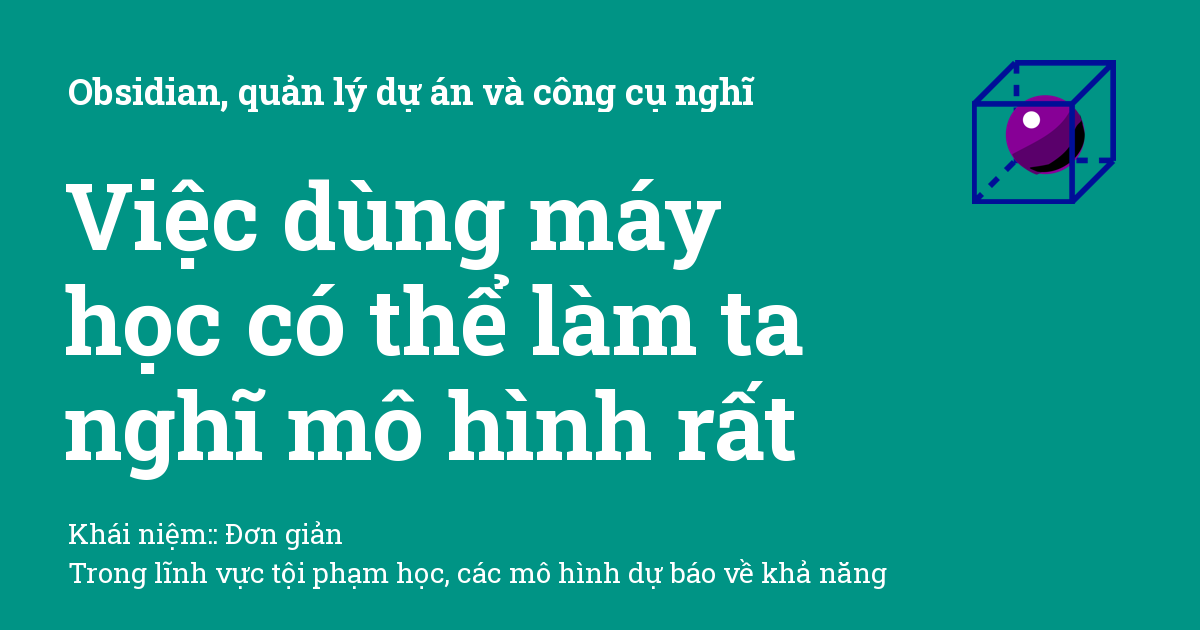 Obsidian, quản lý dự án và công cụ nghĩ
Việc dùng máy
học có thể làm ta
nghĩ mô hình rất
Khái niệm:: Đơn giản
Trong lĩnh vực tội phạm học, các mô hình dự báo về khả năng